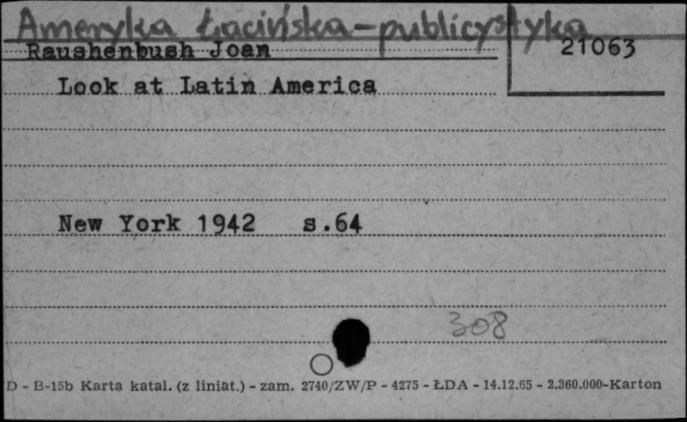 Ameryka Łacińska - publicystyka
Raushenbush Joan
21063
Look at Latin America
New York 1942 s.64
308
D - B-15b Karta katal. (z liniat.) - zam. 2740/ZW/P - 4275 - ŁDA - 14.12.65 - 2.360.000-Karton